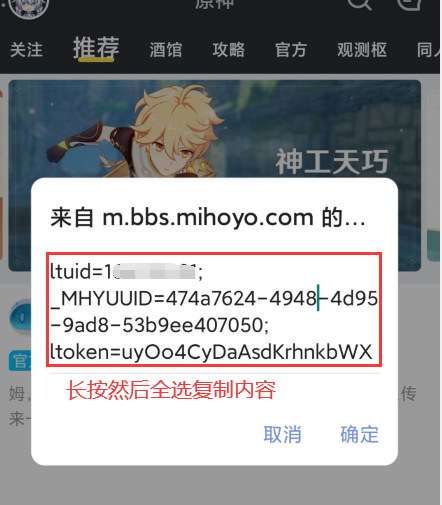 原神
关注 推荐 酒馆 攻略 官方 观测枢 同人
神工天巧
来自 m.bbs.mihoyo.com 的...
ltuid=1
1;
_MHYUUID=474a7624-4948-4d95
-9ad8-53b9ee407050;
ltoken=uyOo4CyDaAsdKrhnkbWX
长按然后全选复制内容
官
姆,
传
来一
取消 确定